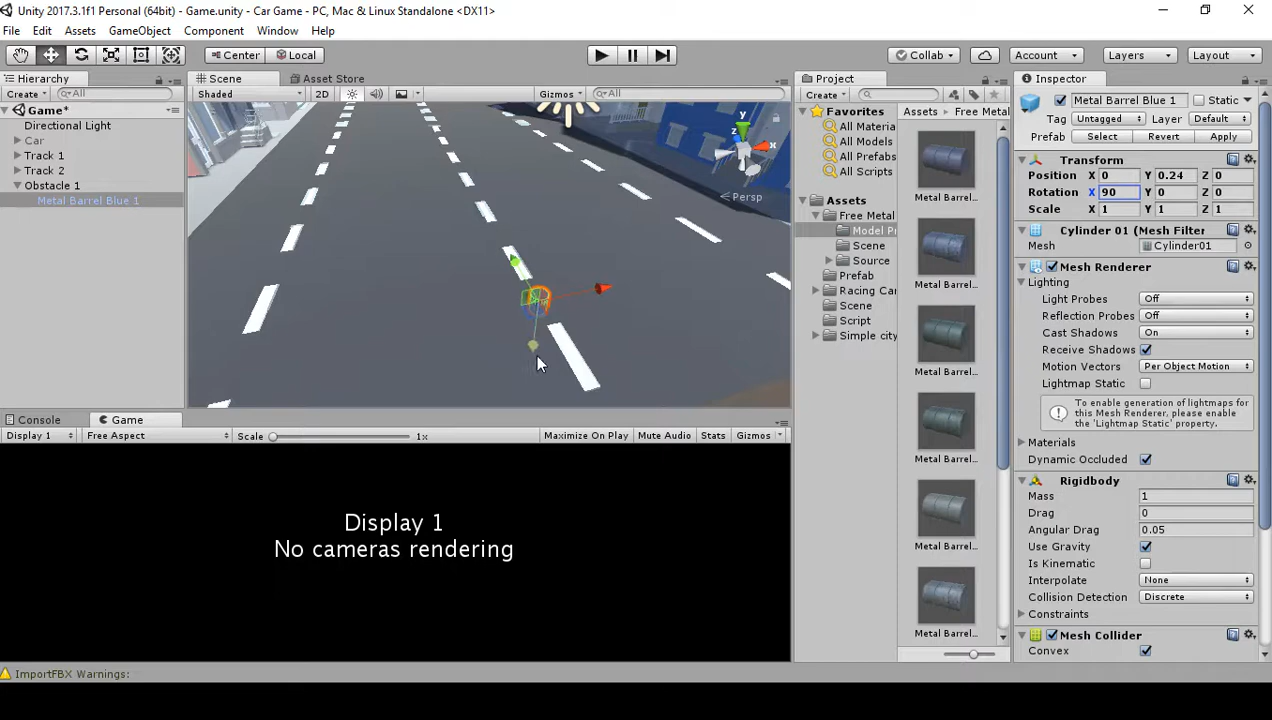 Unity 2017.3.1f1 Personal (64bit) - Game.unity - Car Game - PC, Mac & Linux Standalone <DX11>
File Edit Assets GameObject Component Window Help
Center Local Collab Account Layers Layout
Hierarchy
Create All
Game*
Directional Light
Car
Track 1
Track 2
Obstacle 1
Metal Barrel Blue 1
Scene Asset Store
Shaded 2D Gizmos All
y
z
x
Persp
Console Game
Display 1 Free Aspect Scale 1x Maximize On Play Mute Audio Stats Gizmos
Display 1
No cameras rendering
ImportFBX Warnings:
Project
Create
Favorites
All Materia
All Models
All Prefabs
All Scripts
Assets
Free Metal
Model Pr
Scene
Source
Prefab
Racing Car
Scene
Script
Simple city
Assets Free Metal
Metal Barrel...
Metal Barrel...
Metal Barrel...
Metal Barrel...
Metal Barrel...
Metal Barrel...
Inspector
Metal Barrel Blue 1 Static
Tag Untagged Layer Default
Prefab Select Revert Apply
Transform
Position X 0 Y 0.24 Z 0
Rotation X 90 Y 0 Z 0
Scale X 1 Y 1 Z 1
Cylinder 01 (Mesh Filter
Mesh Cylinder01
Mesh Renderer
Lighting
Light Probes Off
Reflection Probes Off
Cast Shadows On
Receive Shadows
Motion Vectors Per Object Motion
Lightmap Static
To enable generation of lightmaps for
this Mesh Renderer, please enable
the 'Lightmap Static' property.
Materials
Dynamic Occluded
Rigidbody
Mass 1
Drag 0
Angular Drag 0.05
Use Gravity
Is Kinematic
Interpolate None
Collision Detection Discrete
Constraints
Mesh Collider
Convex